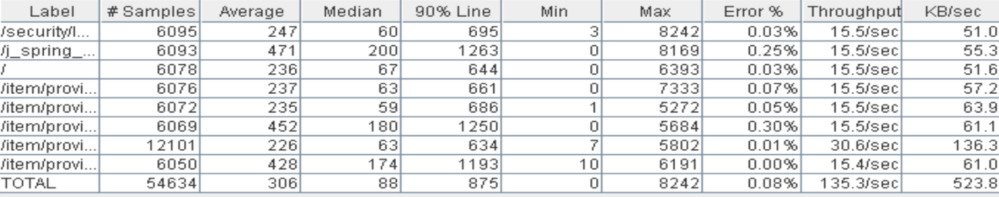 Label # Samples Average Median 90% Line Min Max Error % Throughput KB/sec
/security/l... 6095 247 60 695 3 8242 0.03% 15.5/sec 51.0
/j_spring_... 6093 471 200 1263 0 8169 0.25% 15.5/sec 55.3
/ 6078 236 67 644 0 6393 0.03% 15.5/sec 51.6
/item/provi... 6076 237 63 661 0 7333 0.07% 15.5/sec 57.2
/item/provi... 6072 235 59 686 1 5272 0.05% 15.5/sec 63.9
/item/provi... 6069 452 180 1250 0 5684 0.30% 15.5/sec 61.1
/item/provi... 12101 226 63 634 7 5802 0.01% 30.6/sec 136.3
/item/provi... 6050 428 174 1193 10 6191 0.00% 15.4/sec 61.0
TOTAL 54634 306 88 875 0 8242 0.08% 135.3/sec 523.8